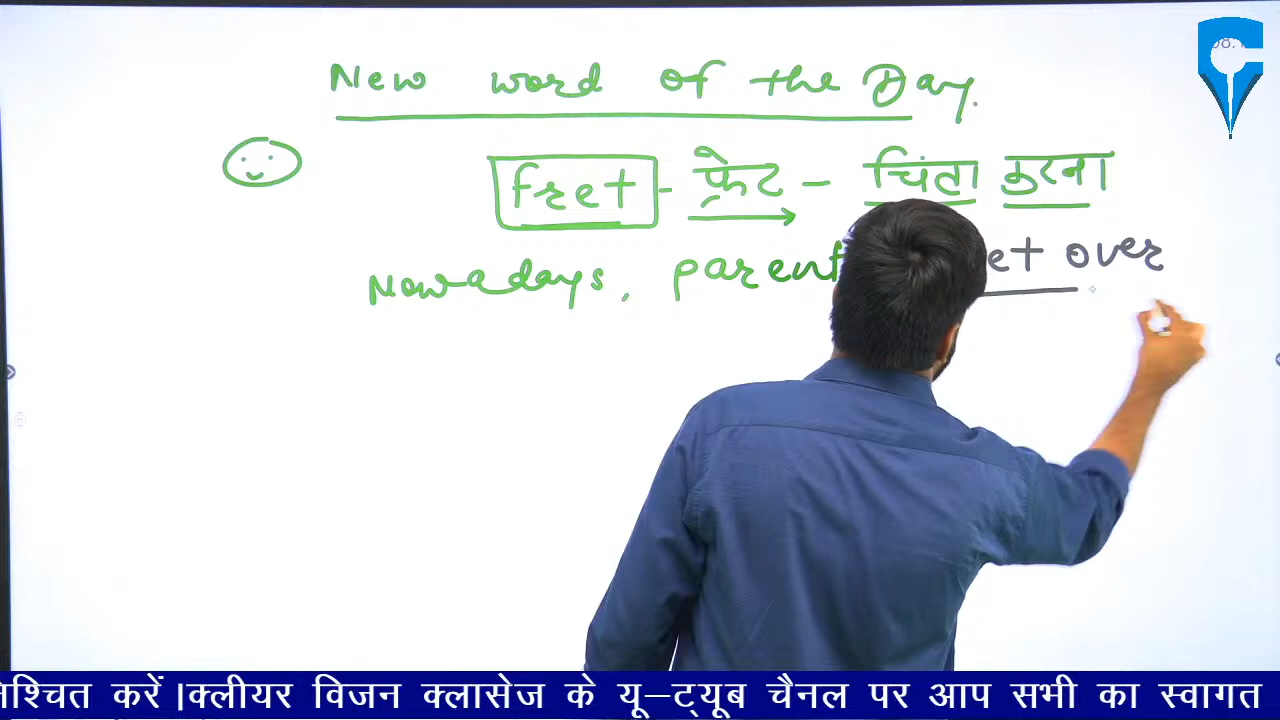 New word of the Day.
fret - फ्रेट - चिंता करना
Nowadays, parent et over
निश्चित करें ।क्लीयर विजन क्लासेज के यू–ट्यूब चैनल पर आप सभी का स्वागत